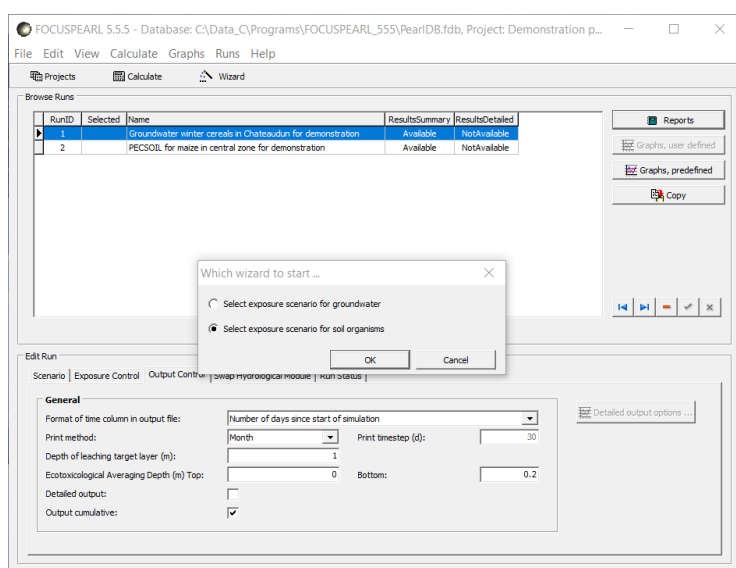 FOCUSPEARL 5.5.5 - Database: C:\Data_C\Programs\FOCUSPEARL_555\PearlDB.fdb, Project: Demonstration p...
File Edit View Calculate Graphs Runs Help
Projects Calculate Wizard
Browse Runs
RunID Selected Name ResultsSummary ResultsDetailed
1 Groundwater winter cereals in Chateaudun for demonstration Available NotAvailable
2 PECSOIL for maize in central zone for demonstration Available NotAvailable
Reports
Graphs, user defined
Graphs, predefined
Copy
Which wizard to start ...
Select exposure scenario for groundwater
Select exposure scenario for soil organisms
OK Cancel
Edit Run
Scenario Exposure Control Output Control Swap Hydrological Module Run Status
General
Format of time column in output file: Number of days since start of simulation
Print method: Month Print timestep (d): 30
Depth of leaching target layer (m): 1
Ecotoxicological Averaging Depth (m) Top: 0 Bottom: 0.2
Detailed output:
Output cumulative:
Detailed output options ...